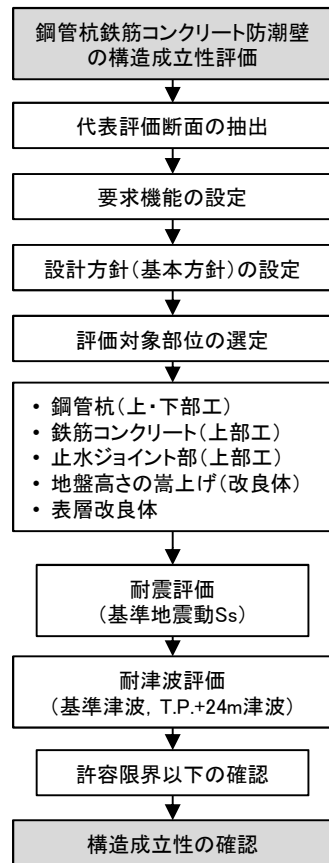 鋼管杭鉄筋コンクリート防潮壁
の構造成立性評価
代表評価断面の抽出
要求機能の設定
設計方針(基本方針)の設定
評価対象部位の選定
• 鋼管杭(上・下部工)
• 鉄筋コンクリート(上部工)
• 止水ジョイント部(上部工)
• 地盤高さの嵩上げ(改良体)
• 表層改良体
耐震評価
(基準地震動Ss)
耐津波評価
(基準津波, T.P.+24m津波)
許容限界以下の確認
構造成立性の確認